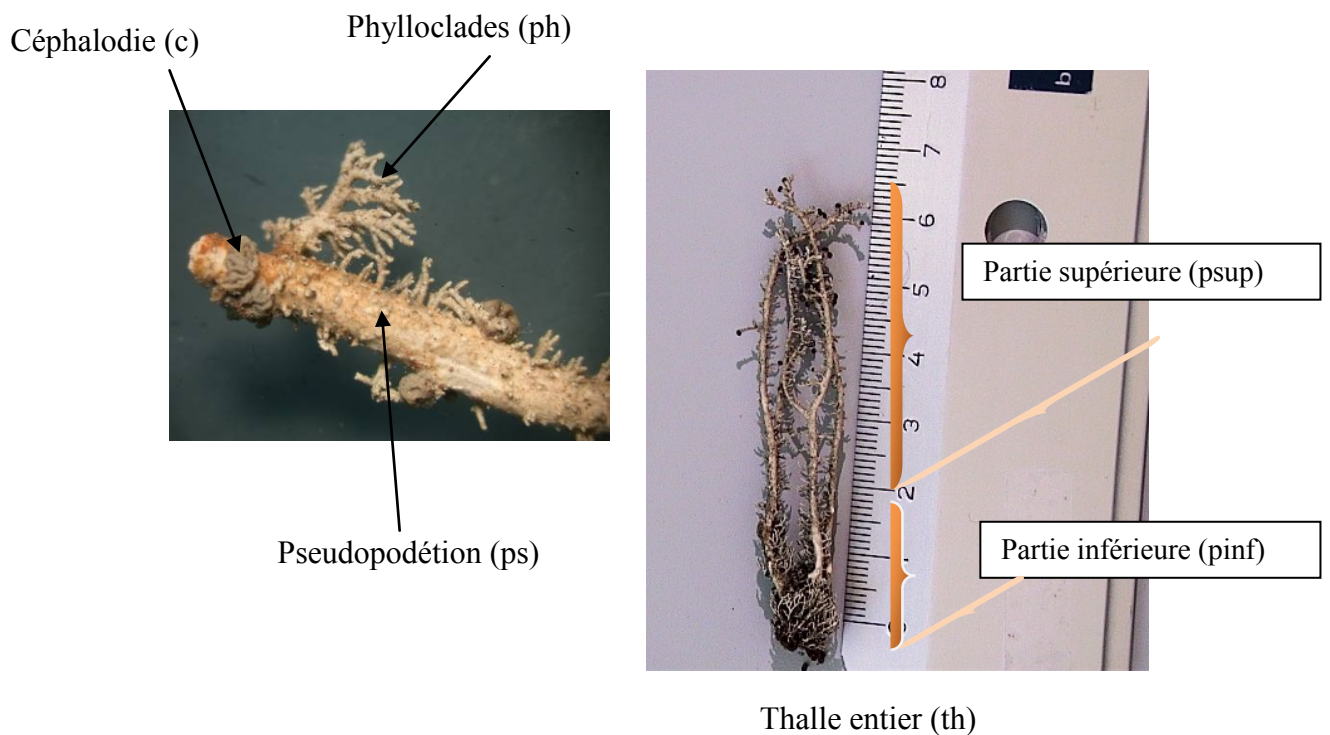 Céphalodie (c)
Phylloclades (ph)
Pseudopodétion (ps)
b
8
7
6
5
4
3
2
1
0
Partie supérieure (psup)
Partie inférieure (pinf)
Thalle entier (th)